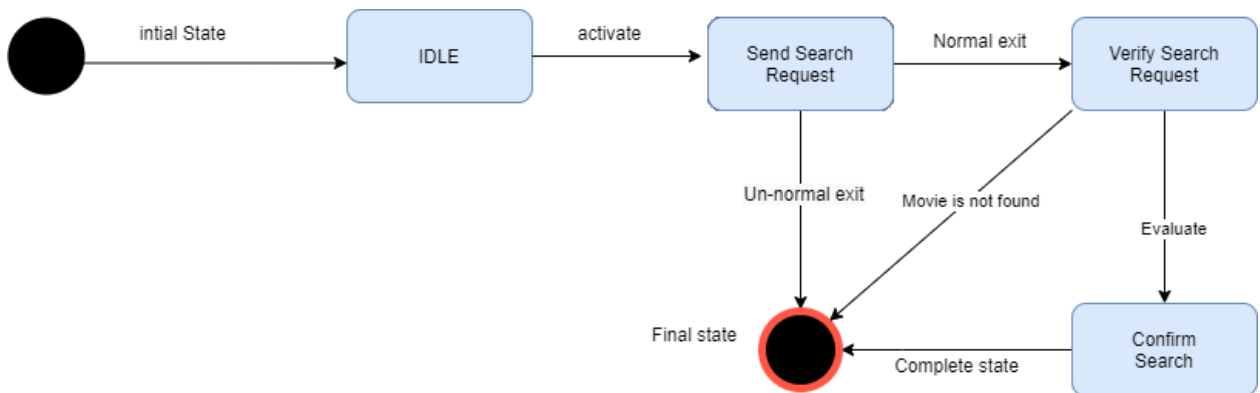 intial State
IDLE
activate
Send Search
Request
Normal exit
Verify Search
Request
Un-normal exit
Movie is not found
Evaluate
Final state
Complete state
Confirm
Search